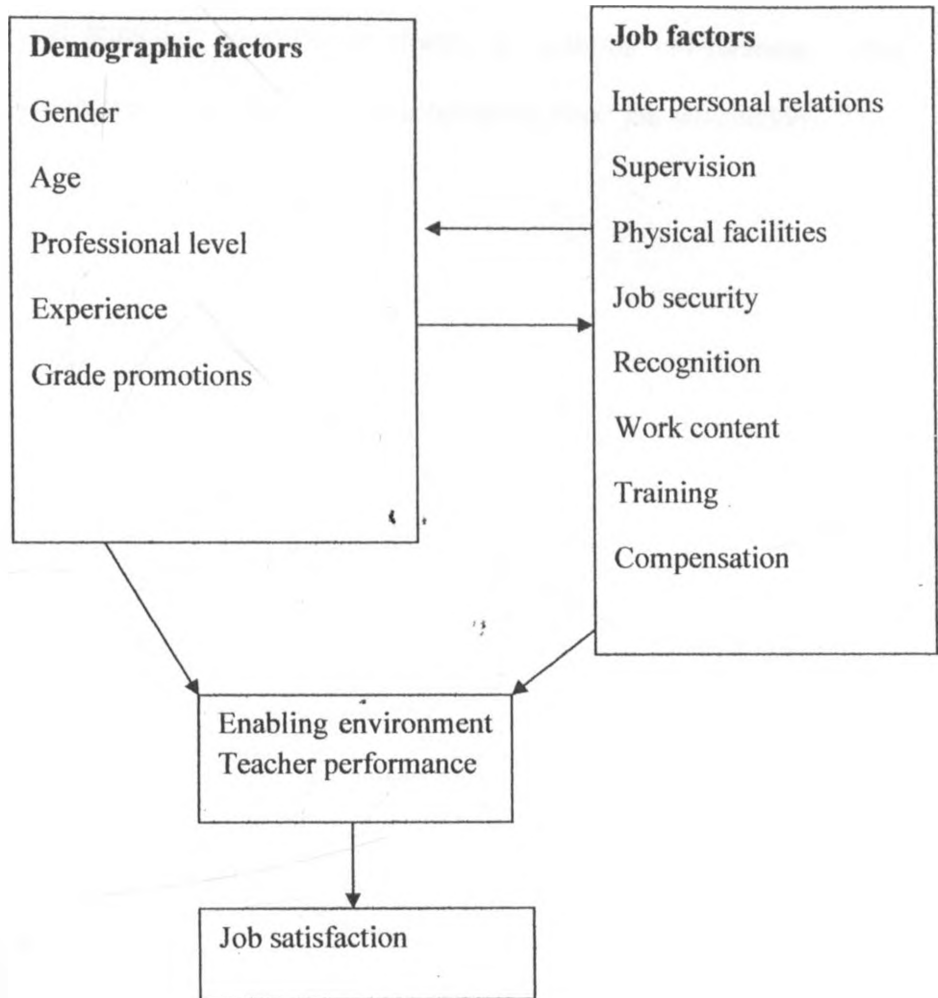 Demographic factors
Gender
Age
Professional level
Experience
Grade promotions
Job factors
Interpersonal relations
Supervision
Physical facilities
Job security
Recognition
Work content
Training
Compensation
Enabling environment
Teacher performance
Job satisfaction